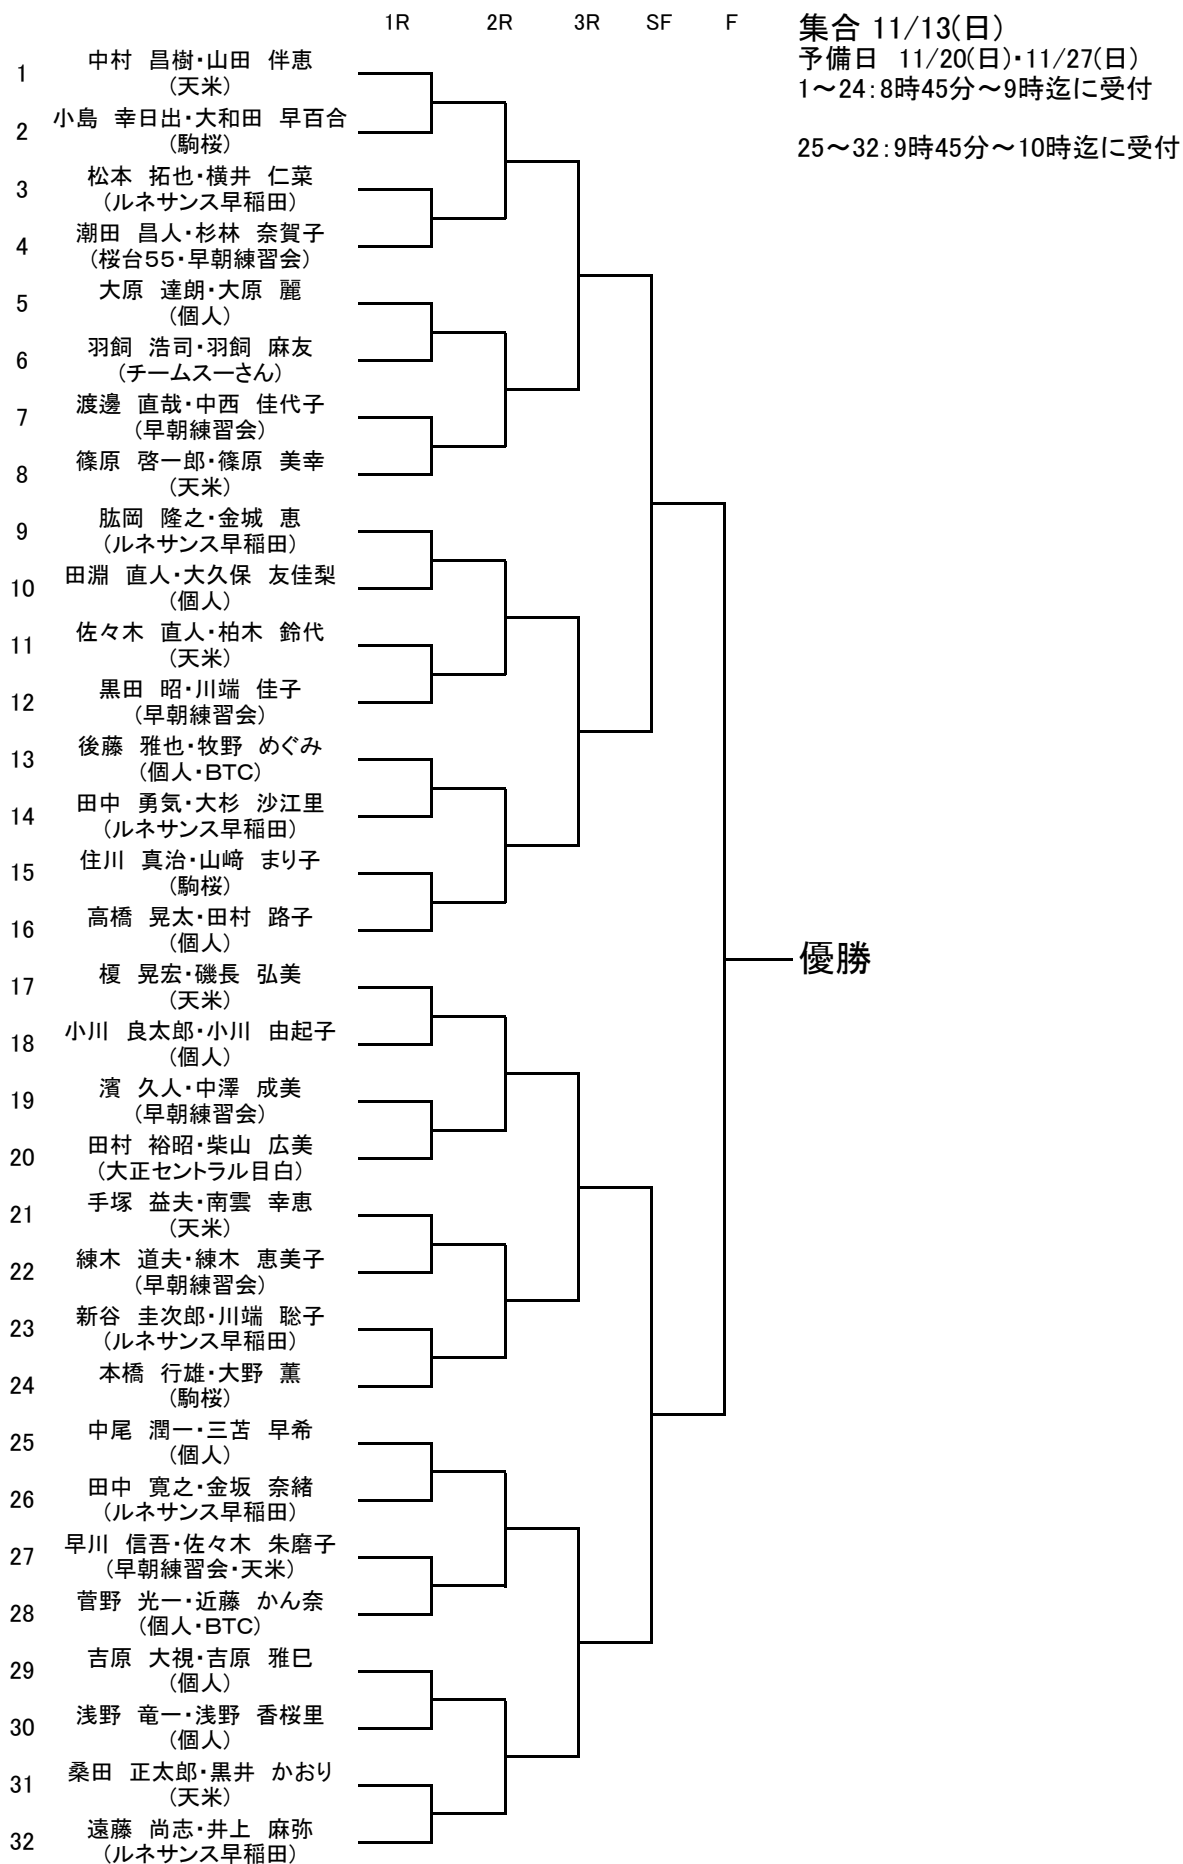 1R 2R 3R SF F
集合 11/13(日)
予備日 11/20(日)・11/27(日)
1～24：8時45分～9時迄に受付
25～32：9時45分～10時迄に受付
1 中村 昌樹・山田 伴恵
(天米)
2 小島 幸日出・大和田 早百合
(駒桜)
3 松本 拓也・横井 仁菜
(ルネサンス早稲田)
4 潮田 昌人・杉林 奈賀子
(桜台55・早朝練習会)
5 大原 達朗・大原 麗
(個人)
6 羽飼 浩司・羽飼 麻友
(チームスーさん)
7 渡邊 直哉・中西 佳代子
(早朝練習会)
8 篠原 啓一郎・篠原 美幸
(天米)
9 肱岡 隆之・金城 恵
(ルネサンス早稲田)
10 田淵 直人・大久保 友佳梨
(個人)
11 佐々木 直人・柏木 鈴代
(天米)
12 黒田 昭・川端 佳子
(早朝練習会)
13 後藤 雅也・牧野 めぐみ
(個人・BTC)
14 田中 勇気・大杉 沙江里
(ルネサンス早稲田)
15 住川 真治・山﨑 まり子
(駒桜)
16 高橋 晃太・田村 路子
(個人)
優勝
17 榎 晃宏・磯長 弘美
(天米)
18 小川 良太郎・小川 由起子
(個人)
19 濱 久人・中澤 成美
(早朝練習会)
20 田村 裕昭・柴山 広美
(大正セントラル目白)
21 手塚 益夫・南雲 幸恵
(天米)
22 練木 道夫・練木 恵美子
(早朝練習会)
23 新谷 圭次郎・川端 聡子
(ルネサンス早稲田)
24 本橋 行雄・大野 薫
(駒桜)
25 中尾 潤一・三苫 早希
(個人)
26 田中 寛之・金坂 奈緒
(ルネサンス早稲田)
27 早川 信吾・佐々木 朱磨子
(早朝練習会・天米)
28 菅野 光一・近藤 かん奈
(個人・BTC)
29 吉原 大視・吉原 雅巳
(個人)
30 浅野 竜一・浅野 香桜里
(個人)
31 桑田 正太郎・黒井 かおり
(天米)
32 遠藤 尚志・井上 麻弥
(ルネサンス早稲田)